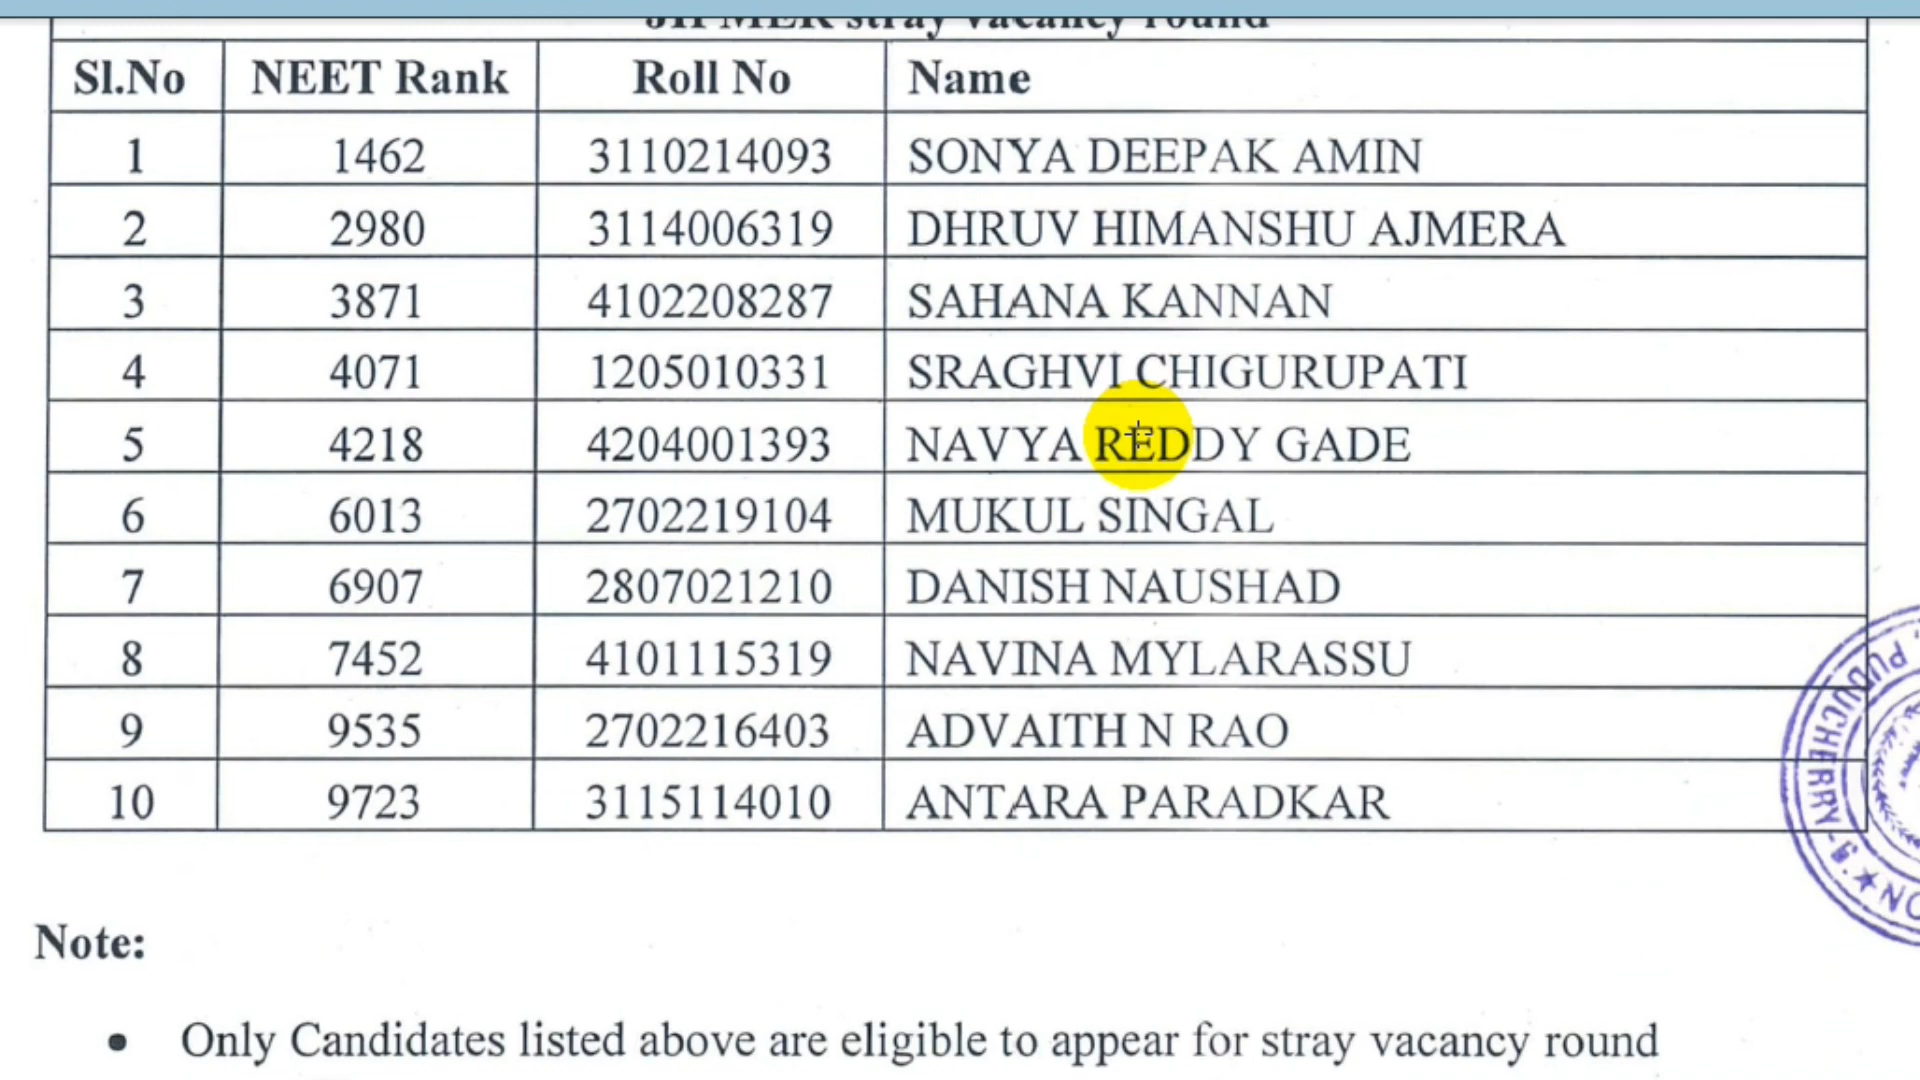 JIPMER stray vacancy round
Sl.No NEET Rank Roll No Name
1 1462 3110214093 SONYA DEEPAK AMIN
2 2980 3114006319 DHRUV HIMANSHU AJMERA
3 3871 4102208287 SAHANA KANNAN
4 4071 1205010331 SRAGHVI CHIGURUPATI
5 4218 4204001393 NAVYA REDDY GADE
6 6013 2702219104 MUKUL SINGAL
7 6907 2807021210 DANISH NAUSHAD
8 7452 4101115319 NAVINA MYLARASSU
9 9535 2702216403 ADVAITH N RAO
10 9723 3115114010 ANTARA PARADKAR
PUDUCHERRY
Note:
• Only Candidates listed above are eligible to appear for stray vacancy round